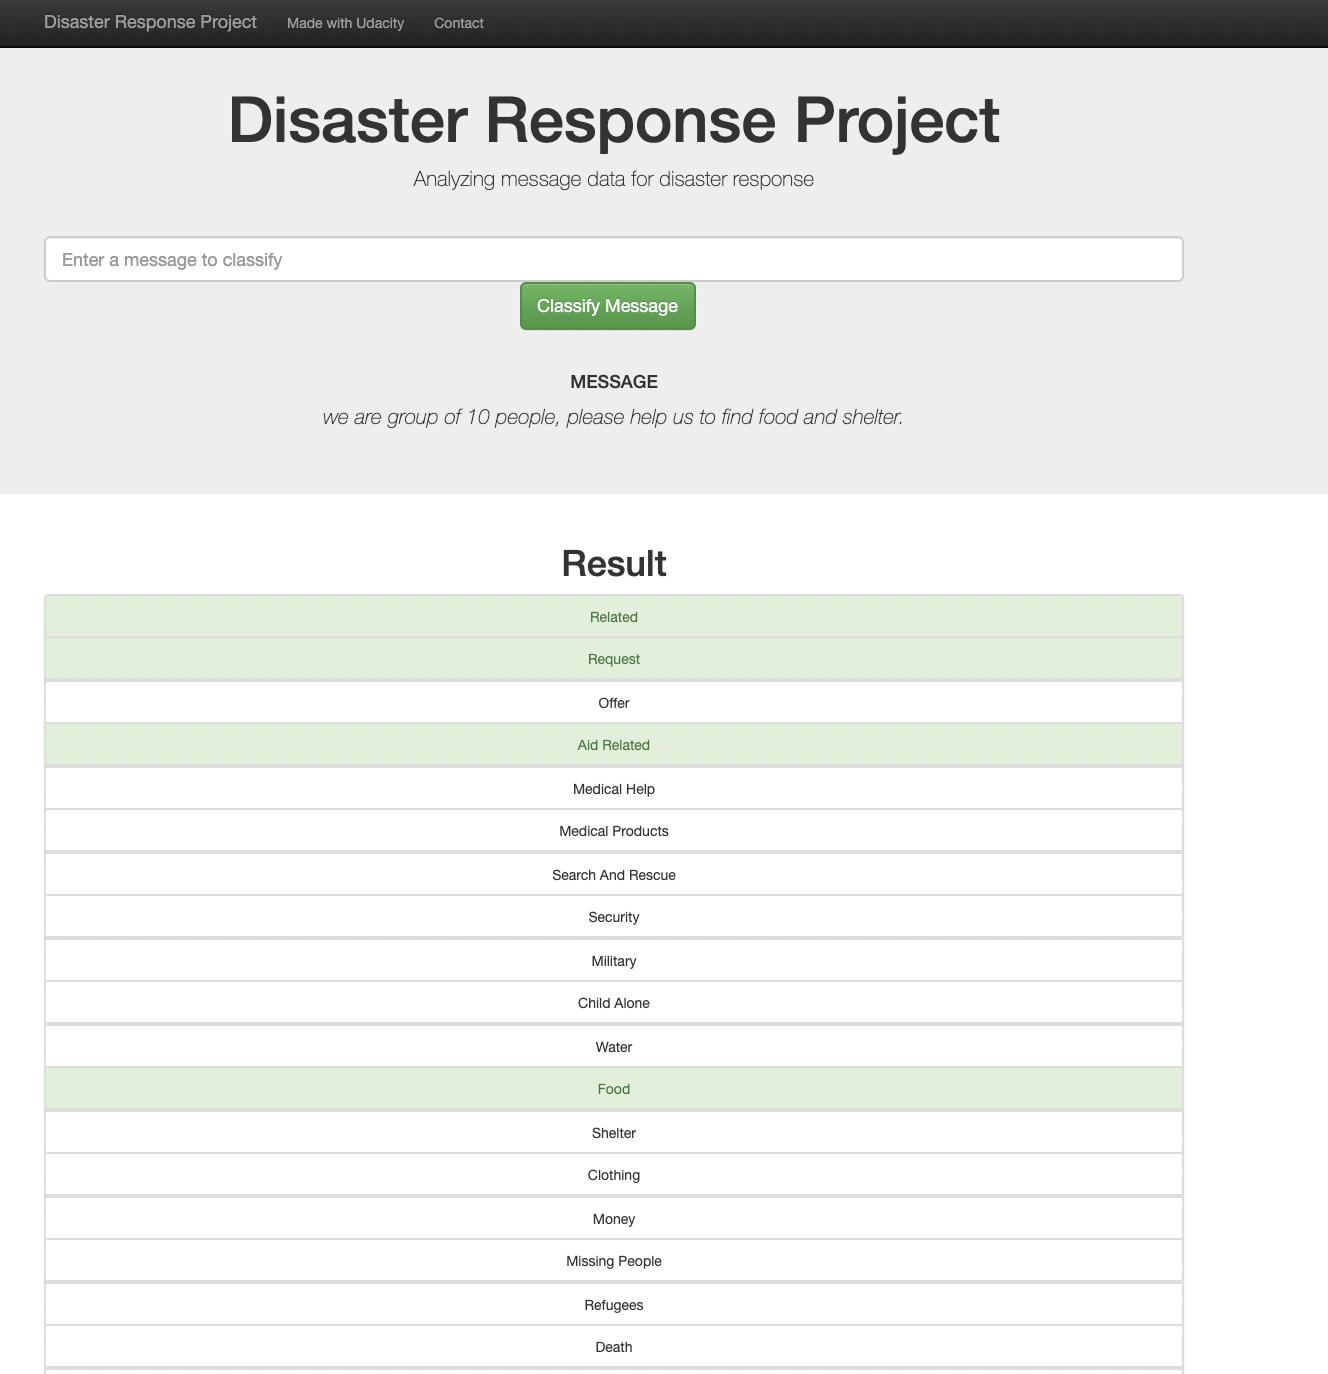 Disaster Response Project Made with Udacity Contact
Disaster Response Project
Analyzing message data for disaster response
Enter a message to classify
Classify Message
MESSAGE
we are group of 10 people, please help us to find food and shelter.
Result
Related
Request
Offer
Aid Related
Medical Help
Medical Products
Search And Rescue
Security
Military
Child Alone
Water
Food
Shelter
Clothing
Money
Missing People
Refugees
Death